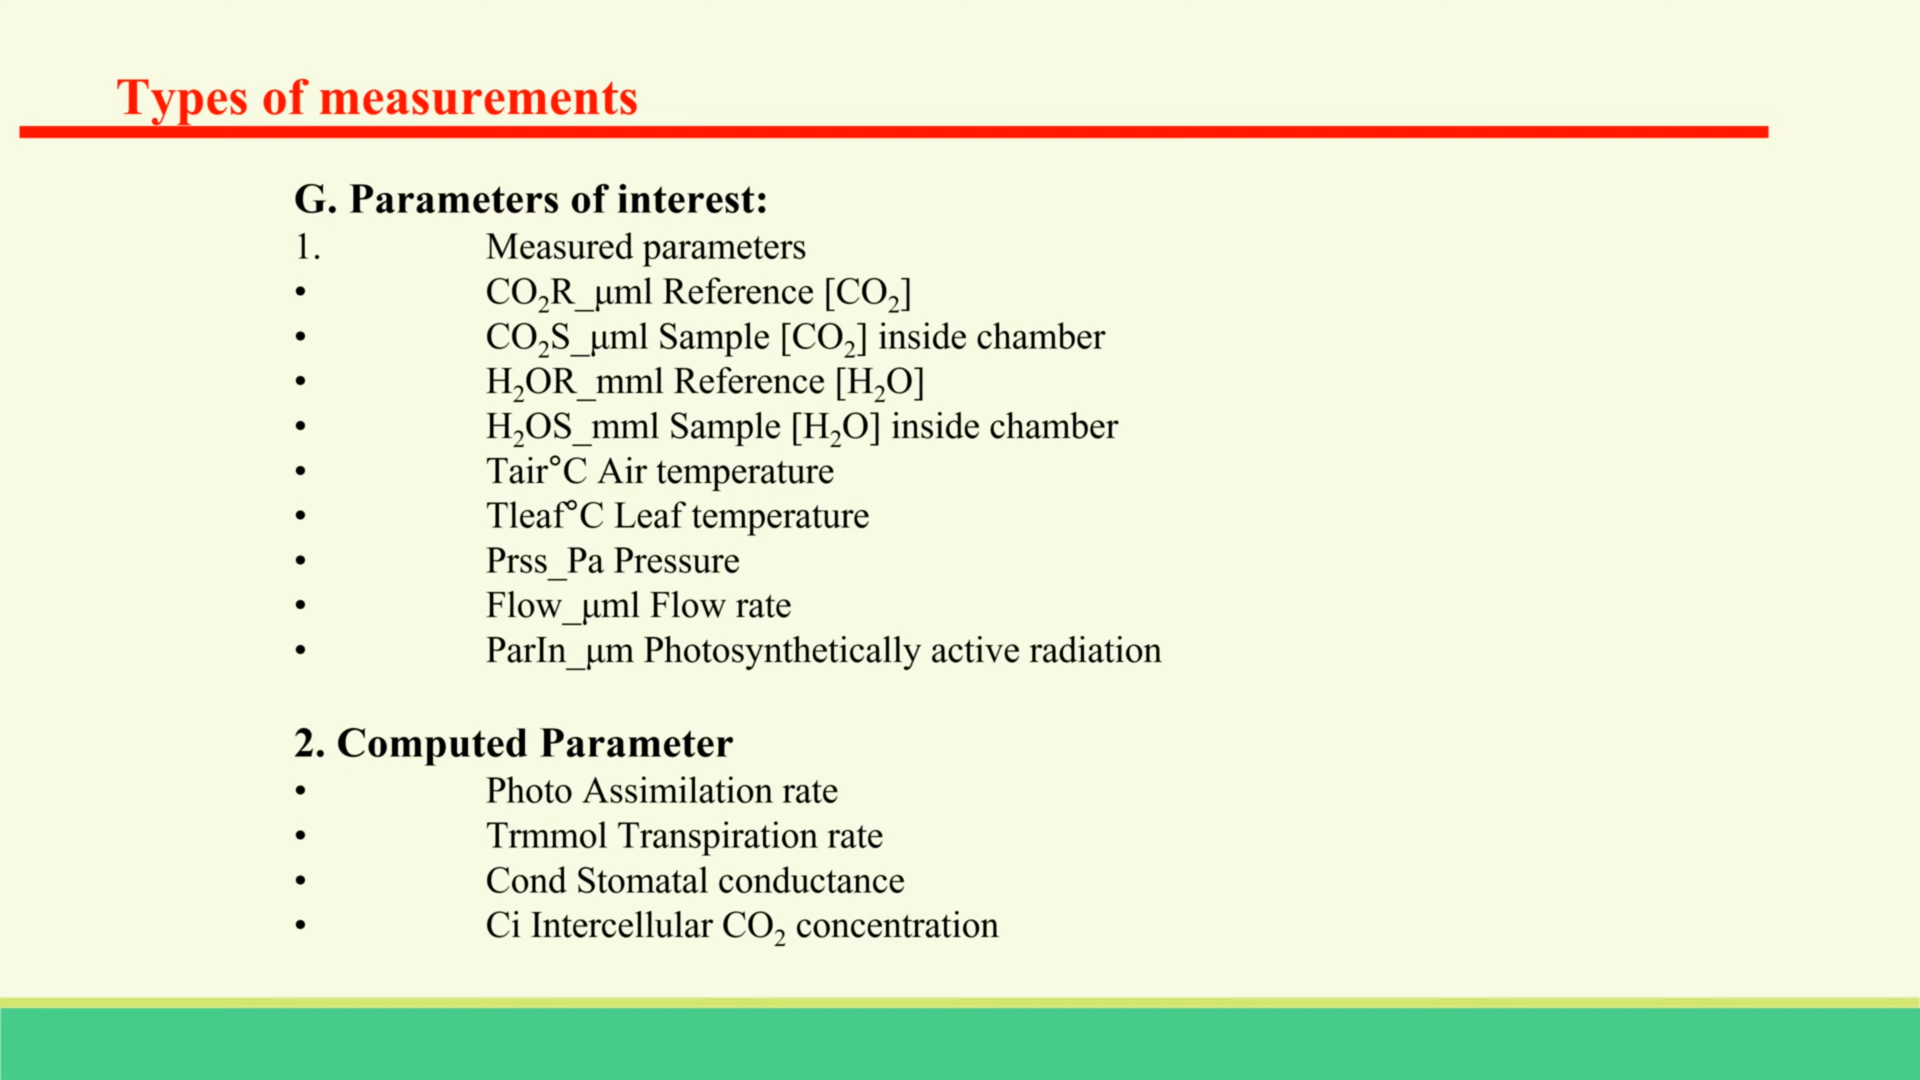 Types of measurements
G. Parameters of interest:
1. Measured parameters
• CO₂R_μml Reference [CO₂]
• CO₂S_μml Sample [CO₂] inside chamber
• H₂OR_mml Reference [H₂O]
• H₂OS_mml Sample [H₂O] inside chamber
• Tair°C Air temperature
• Tleaf°C Leaf temperature
• Prss_Pa Pressure
• Flow_μml Flow rate
• ParIn_μm Photosynthetically active radiation
2. Computed Parameter
• Photo Assimilation rate
• Trmmol Transpiration rate
• Cond Stomatal conductance
• Ci Intercellular CO₂ concentration